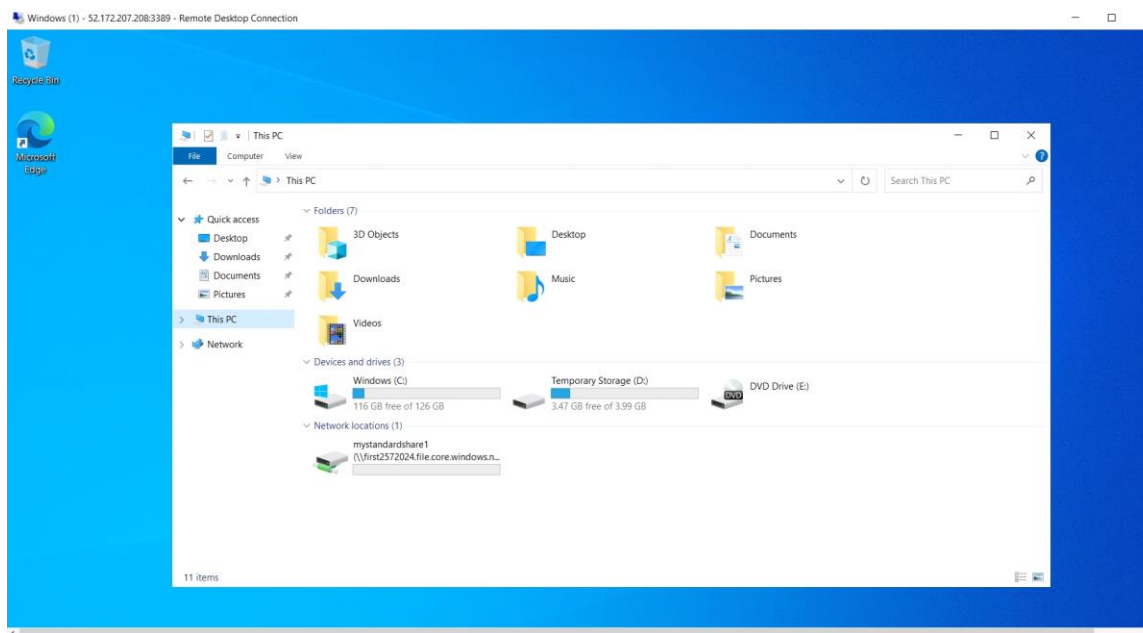 Windows (1) - 52.172.207.208:3389 - Remote Desktop Connection
Recycle Bin
Microsoft
Edge
This PC
File Computer View
This PC
Search This PC
Quick access
Desktop
Downloads
Documents
Pictures
This PC
Network
Folders (7)
3D Objects
Desktop
Documents
Downloads
Music
Pictures
Videos
Devices and drives (3)
Windows (C:)
116 GB free of 126 GB
Temporary Storage (D:)
3.47 GB free of 3.99 GB
DVD
DVD Drive (E:)
Network locations (1)
mystandardshare1
(\\first2572024.file.core.windows.n...
11 items